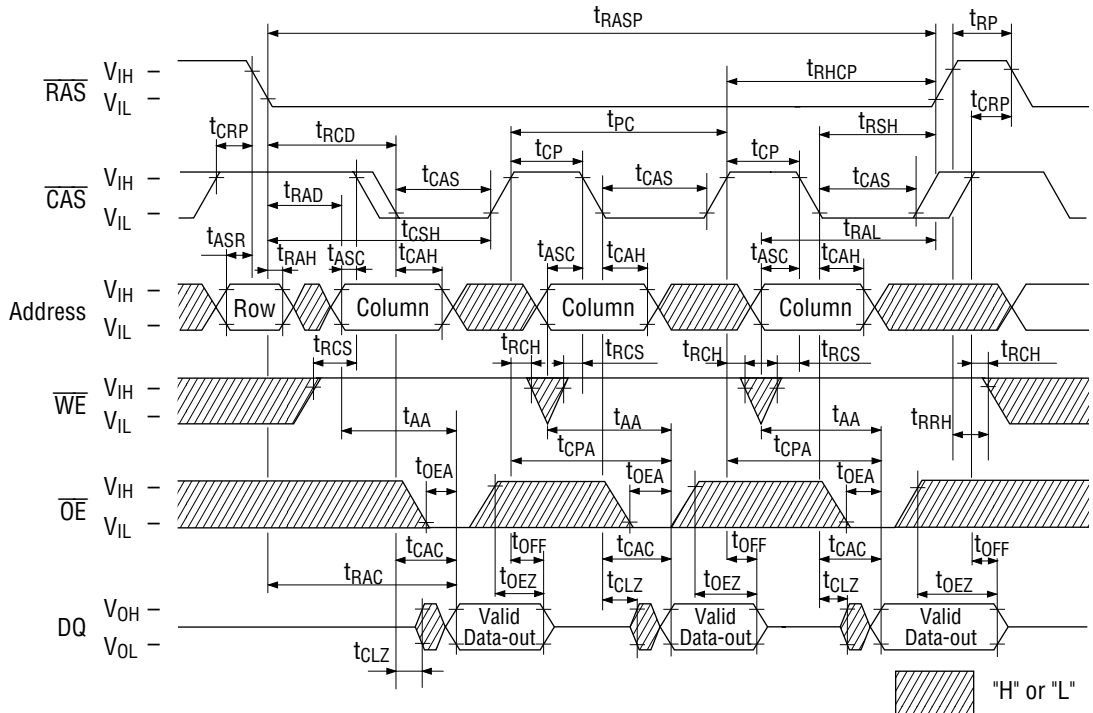 tRASP
tRP
RAS
VIH
VIL
tRHCP
tCRP
tRCD
tPC
tRSH
tCRP
CAS
VIH
VIL
tRAD
tCAS
tCP
tCAS
tCP
tCAS
tCSH
tRAL
tASR
tRAH
tASC
tCAH
tASC
tCAH
tASC
tCAH
Address
VIH
VIL
Row
Column
Column
Column
tRCS
tRCH
tRCS
tRCH
tRCS
tRCH
WE
VIH
VIL
tAA
tAA
tAA
tRRH
tCPA
tCPA
tOEA
tOEA
tOEA
OE
VIH
VIL
tCAC
tOFF
tCAC
tOFF
tCAC
tOFF
tRAC
tOEZ
tCLZ
tOEZ
tCLZ
tOEZ
DQ
VOH
VOL
Valid
Data-out
Valid
Data-out
Valid
Data-out
tCLZ
"H" or "L"